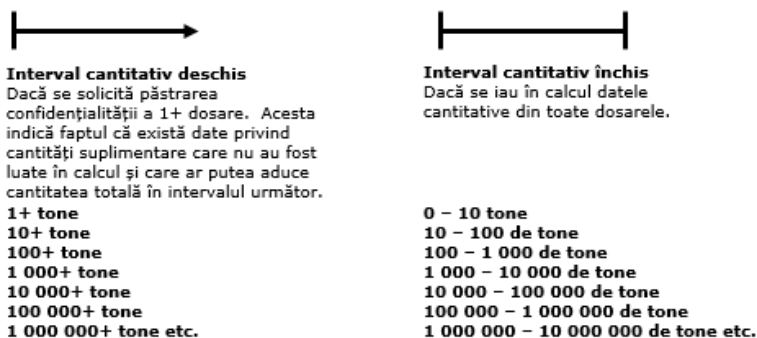 Interval cantitativ deschis
Dacă se solicită păstrarea
confidențialității a 1+ dosare.  Acesta
indică faptul că există date privind
cantități suplimentare care nu au fost
luate în calcul și care ar putea aduce
cantitatea totală în intervalul următor.
1+ tone
10+ tone
100+ tone
1 000+ tone
10 000+ tone
100 000+ tone
1 000 000+ tone etc.
Interval cantitativ închis
Dacă se iau în calcul datele
cantitative din toate dosarele.
0 – 10 tone
10 – 100 de tone
100 – 1 000 de tone
1 000 – 10 000 de tone
10 000 – 100 000 de tone
100 000 – 1 000 000 de tone
1 000 000 – 10 000 000 de tone etc.